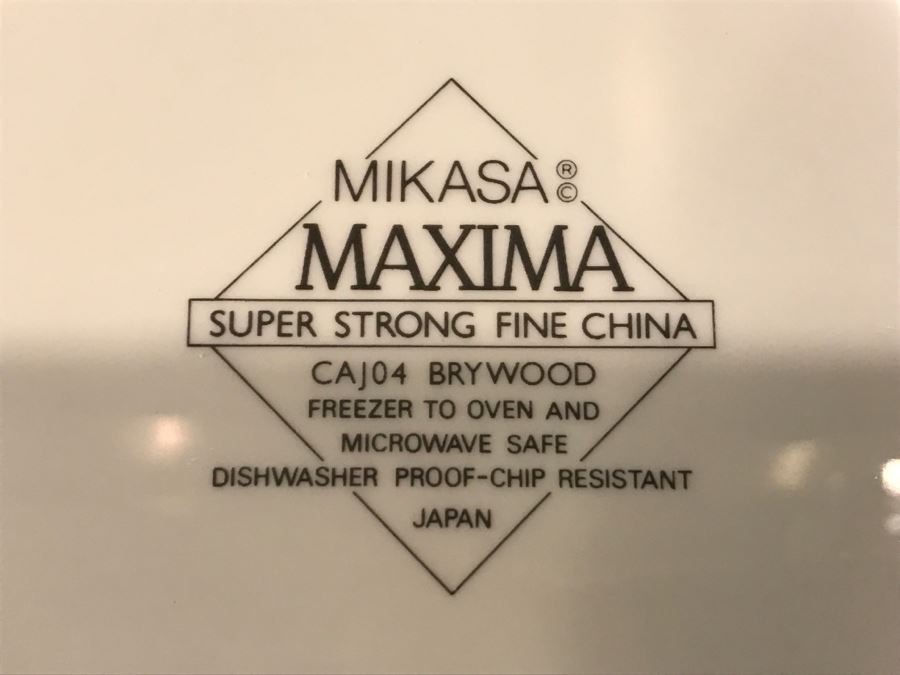 MIKASA ® ©
MAXIMA
SUPER STRONG FINE CHINA
CAJ04 BRYWOOD
FREEZER TO OVEN AND
MICROWAVE SAFE
DISHWASHER PROOF-CHIP RESISTANT
JAPAN